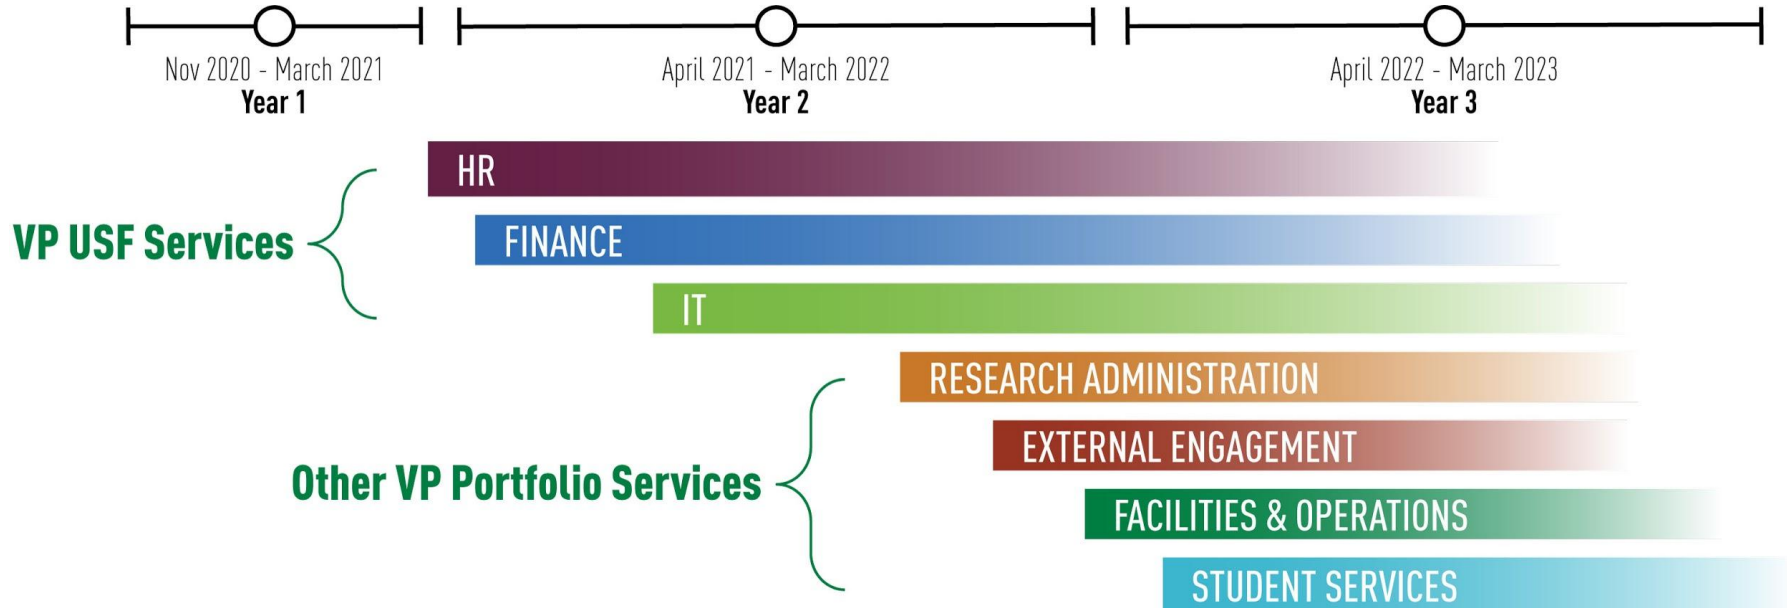 Nov 2020 - March 2021
Year 1
April 2021 - March 2022
Year 2
April 2022 - March 2023
Year 3
VP USF Services
HR
FINANCE
IT
Other VP Portfolio Services
RESEARCH ADMINISTRATION
EXTERNAL ENGAGEMENT
FACILITIES & OPERATIONS
STUDENT SERVICES